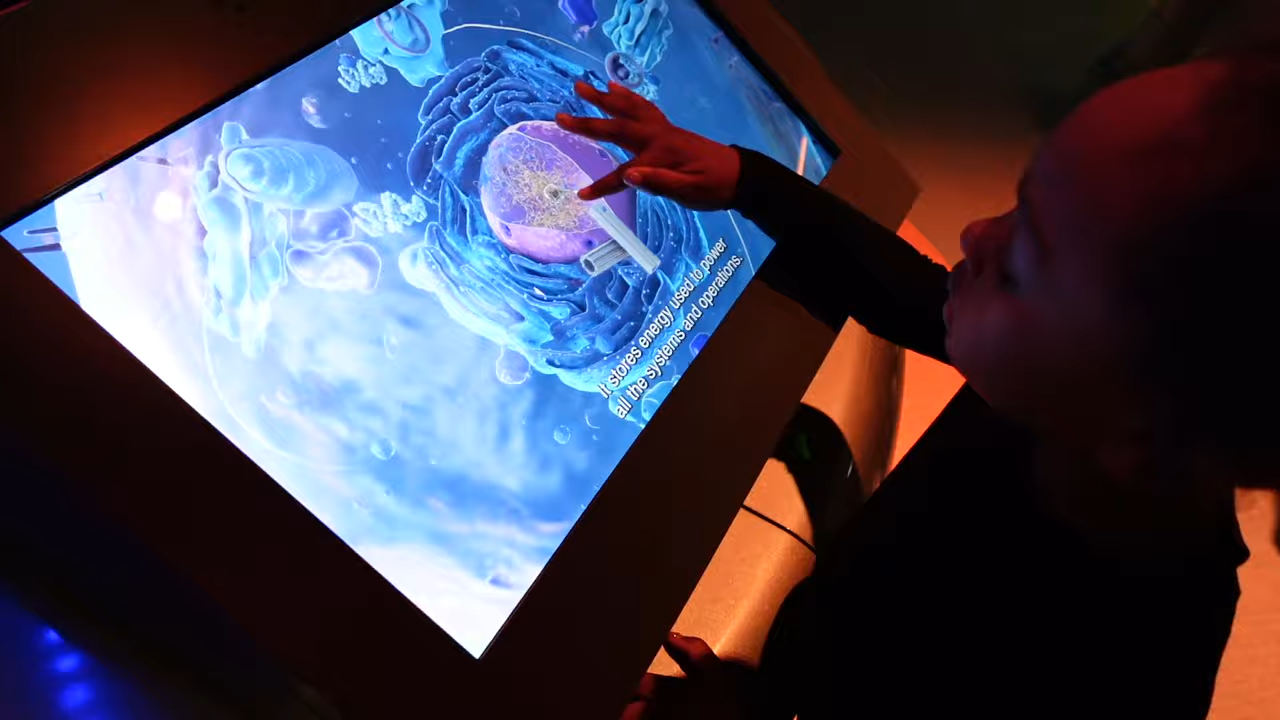 It stores energy used to power
all the systems and operations.